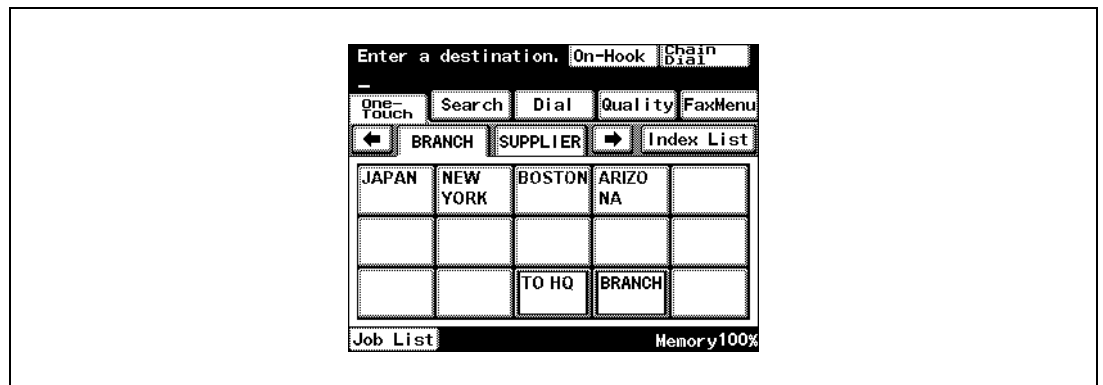 Enter a destination. On-Hook Chain
Dial
One-
Touch Search Dial Quality FaxMenu
BRANCH SUPPLIER Index List
JAPAN NEW
YORK BOSTON ARIZO
NA
TO HQ BRANCH
Job List Memory100%